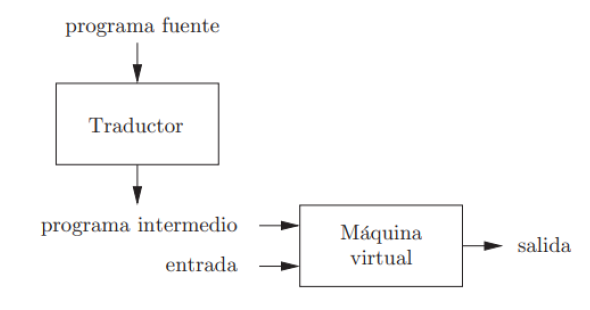 programa fuente
Traductor
programa intermedio
entrada
Máquina
virtual
salida